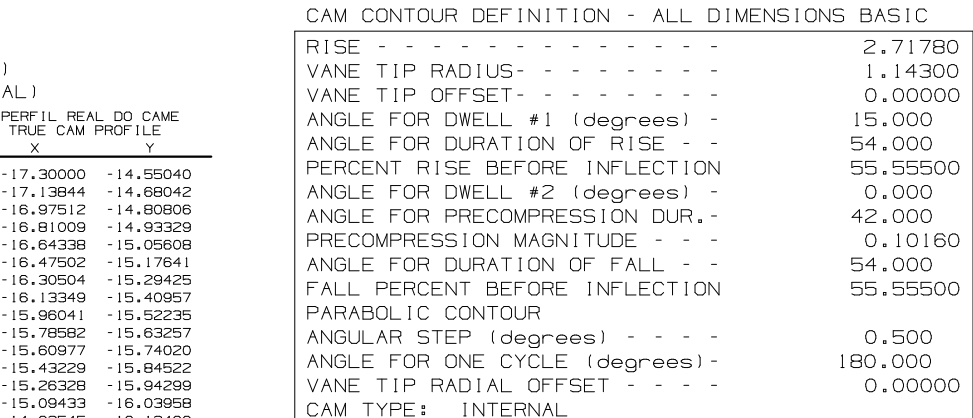 CAM CONTOUR DEFINITION - ALL DIMENSIONS BASIC
)
AL)
PERFIL REAL DO CAME
TRUE CAM PROFILE
X Y
-17.30000 -14.55040
-17.13844 -14.68042
-16.97512 -14.80806
-16.81009 -14.93329
-16.64338 -15.05608
-16.47502 -15.17641
-16.30504 -15.29425
-16.13349 -15.40957
-15.96041 -15.52235
-15.78582 -15.63257
-15.60977 -15.74020
-15.43229 -15.84522
-15.26328 -15.94299
-15.09433 -16.03958
RISE - - - - - - - - - - - - - 2.71780
VANE TIP RADIUS- - - - - - - - 1.14300
VANE TIP OFFSET- - - - - - - - 0.00000
ANGLE FOR DWELL #1 (degrees) - 15.000
ANGLE FOR DURATION OF RISE - - 54.000
PERCENT RISE BEFORE INFLECTION 55.55500
ANGLE FOR DWELL #2 (degrees) - 0.000
ANGLE FOR PRECOMPRESSION DUR.- 42.000
PRECOMPRESSION MAGNITUDE - - - 0.10160
ANGLE FOR DURATION OF FALL - - 54.000
FALL PERCENT BEFORE INFLECTION 55.55500
PARABOLIC CONTOUR
ANGULAR STEP (degrees) - - - - 0.500
ANGLE FOR ONE CYCLE (degrees)- 180.000
VANE TIP RADIAL OFFSET - - - - 0.00000
CAM TYPE: INTERNAL